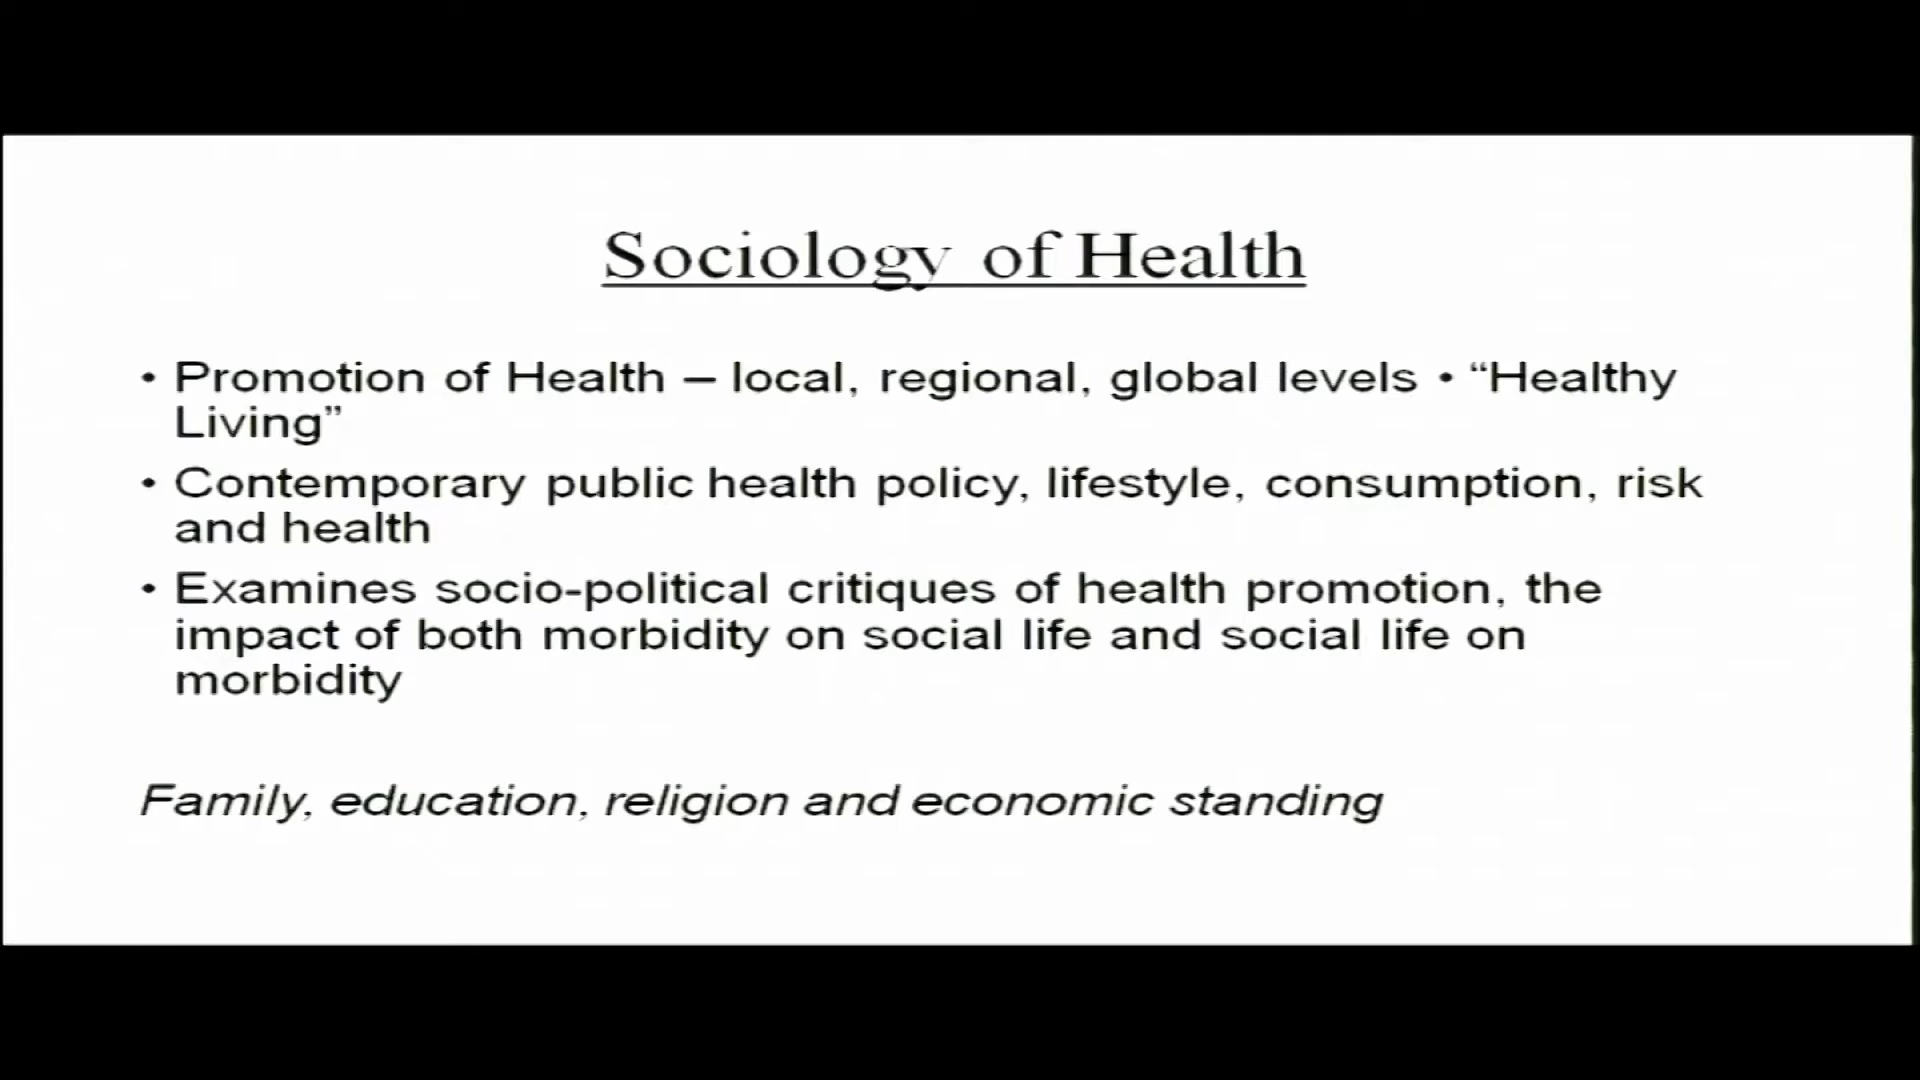 Sociology of Health
• Promotion of Health – local, regional, global levels • “Healthy
Living”
• Contemporary public health policy, lifestyle, consumption, risk
and health
• Examines socio-political critiques of health promotion, the
impact of both morbidity on social life and social life on
morbidity
Family, education, religion and economic standing